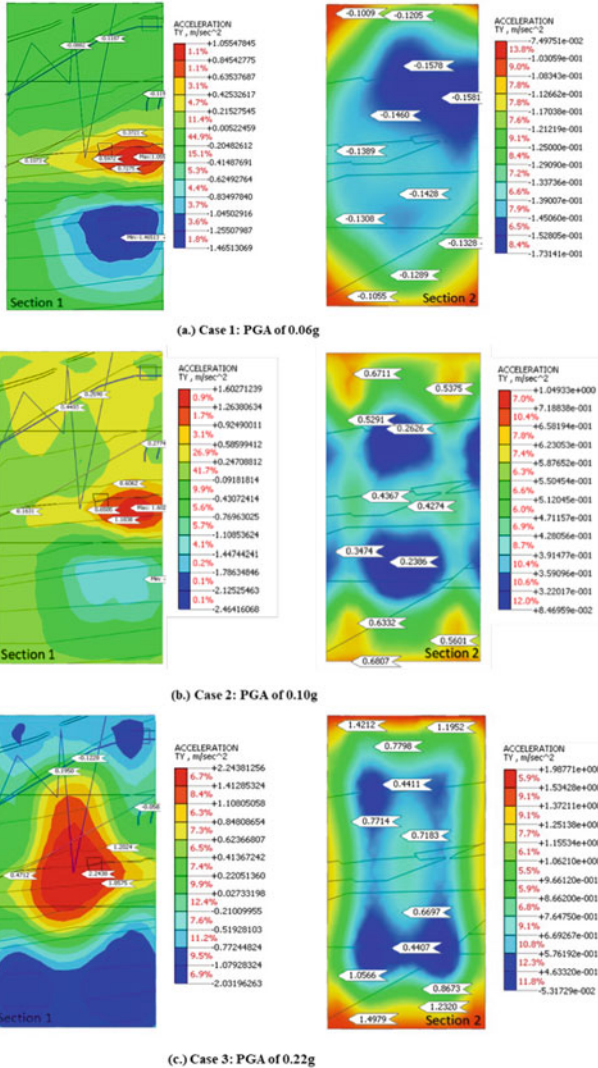 ACCELERATION
TY , m/sec^2
+1.05547845
1.1%
+0.84542775
1.1%
+0.63537687
3.1%
+0.42532617
4.7%
+0.21527545
11.4%
+0.00522459
44.9%
-0.20482612
15.1%
-0.41487691
5.3%
-0.62492764
4.4%
-0.83497840
3.7%
-1.04502916
3.6%
-1.25507987
1.8%
-1.46513069
Section 1
-0.1009
-0.1205
-0.1578
-0.1581
-0.1460
-0.1389
-0.1428
-0.1308
-0.1328
-0.1289
-0.1055
Section 2
ACCELERATION
TY , m/sec^2
-7.49751e-002
13.8%
-1.03059e-001
9.0%
-1.08343e-001
7.8%
-1.12662e-001
7.8%
-1.17038e-001
7.6%
-1.21219e-001
9.1%
-1.25000e-001
8.4%
-1.29090e-001
7.2%
-1.33736e-001
6.6%
-1.39007e-001
7.9%
-1.45060e-001
6.5%
-1.52805e-001
8.4%
-1.73141e-001
(a.) Case 1: PGA of 0.06g
Section 1
ACCELERATION
TY , m/sec^2
+1.60271239
0.9%
+1.26380634
1.7%
+0.92490011
3.1%
+0.58599412
26.9%
+0.24708812
41.7%
-0.09181814
9.9%
-0.43072414
5.6%
-0.76963025
5.7%
-1.10853624
4.1%
-1.44744241
0.2%
-1.78634846
0.1%
-2.12525463
0.1%
-2.46416068
0.6711
0.5375
0.5291
0.2626
0.4367
0.4274
0.3474
0.2386
0.6332
0.5601
0.6807
Section 2
ACCELERATION
TY , m/sec^2
+1.04933e+000
7.0%
+7.18838e-001
10.4%
+6.58194e-001
7.8%
+6.23053e-001
7.4%
+5.87652e-001
6.3%
+5.50454e-001
6.6%
+5.12045e-001
6.0%
+4.71157e-001
6.9%
+4.28056e-001
8.7%
+3.91477e-001
10.4%
+3.59096e-001
10.6%
+3.22017e-001
12.0%
+8.46959e-002
(b.) Case 2: PGA of 0.10g
Section 1
ACCELERATION
TY , m/sec^2
+2.24381256
6.7%
+1.41285324
8.4%
+1.10805058
6.3%
+0.84808654
7.3%
+0.62366807
6.5%
+0.41367242
7.4%
+0.22051360
9.9%
+0.02733198
12.4%
-0.21009955
7.6%
-0.51928103
11.2%
-0.77244824
9.5%
-1.07928324
6.9%
-2.03196263
1.4212
1.1952
0.7798
0.4411
0.7714
0.7183
0.6697
0.4407
1.0566
0.8673
1.2320
1.4979
Section 2
ACCELERATION
TY , m/sec^2
+1.98771e+000
5.9%
+1.53428e+000
9.1%
+1.37211e+000
9.1%
+1.25138e+000
7.7%
+1.15534e+000
6.1%
+1.06210e+000
5.5%
+9.66120e-001
5.9%
+8.66200e-001
6.8%
+7.64750e-001
9.1%
+6.69267e-001
10.8%
+5.76192e-001
12.3%
+4.63320e-001
11.8%
-5.31729e-002
(c.) Case 3: PGA of 0.22g